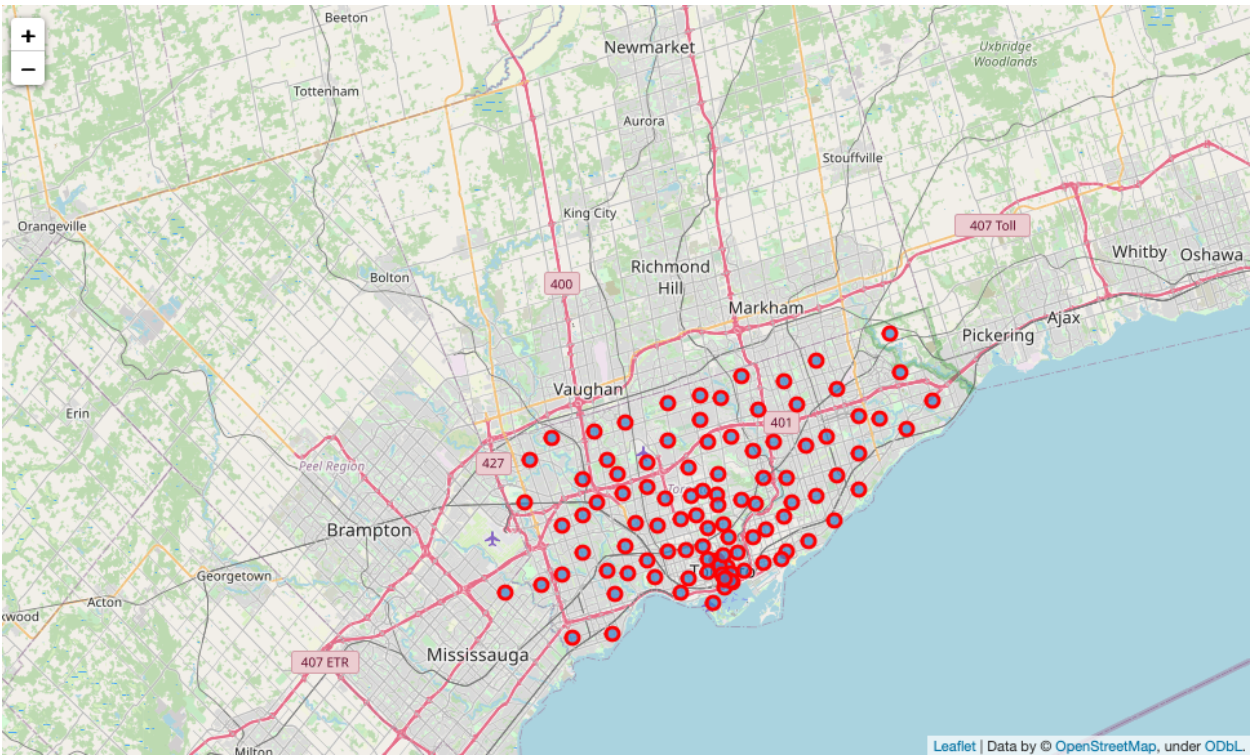 Beeton
+
Newmarket
Uxbridge
Woodlands
−
Tottenham
Aurora
Stouffville
King City
Orangeville
407 Toll
Whitby
Oshawa
Richmond
Hill
Bolton
400
Markham
Ajax
Pickering
Vaughan
Erin
401
Peel Region
427
Brampton
Georgetown
Acton
kwood
Mississauga
407 ETR
Milton
Leaflet | Data by © OpenStreetMap, under ODbL.